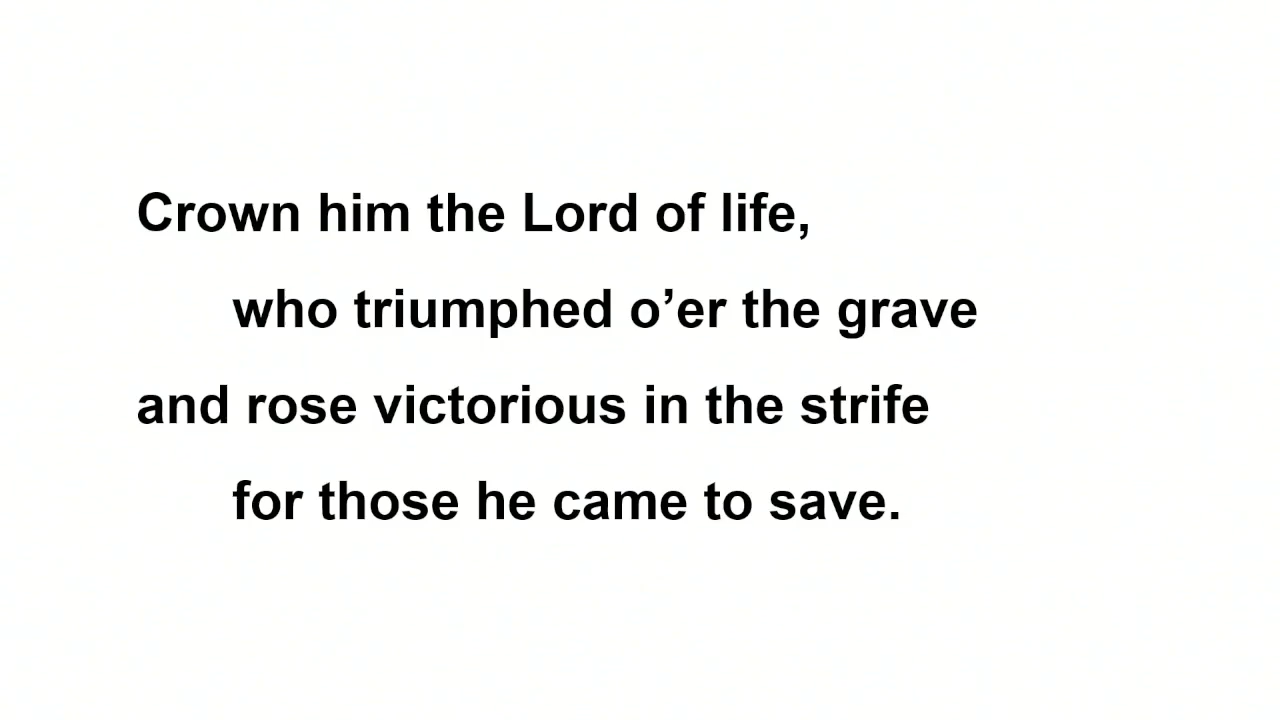 Crown him the Lord of life,
who triumphed o’er the grave
and rose victorious in the strife
for those he came to save.